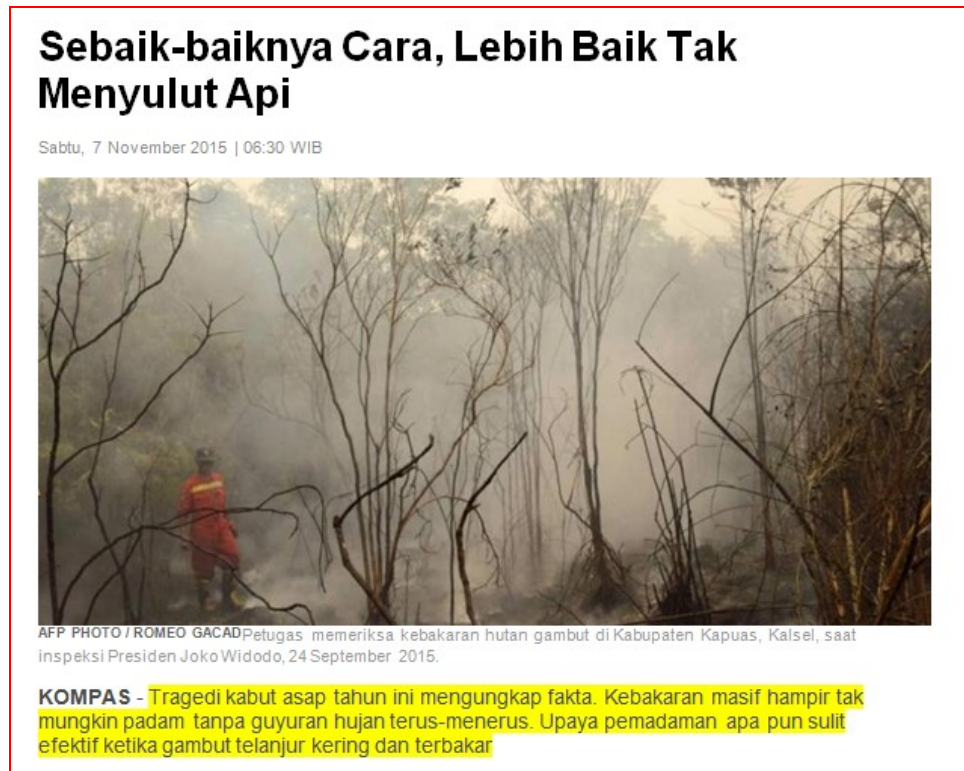 Sebaik-baiknya Cara, Lebih Baik Tak
Menyulut Api
Sabtu, 7 November 2015 | 06:30 WIB
AFP PHOTO / ROMEO GACADPetugas memeriksa kebakaran hutan gambut di Kabupaten Kapuas, Kalsel, saat
inspeksi Presiden Joko Widodo, 24 September 2015.
KOMPAS - Tragedi kabut asap tahun ini mengungkap fakta. Kebakaran masif hampir tak
mungkin padam tanpa guyuran hujan terus-menerus. Upaya pemadaman apa pun sulit
efektif ketika gambut telanjur kering dan terbakar